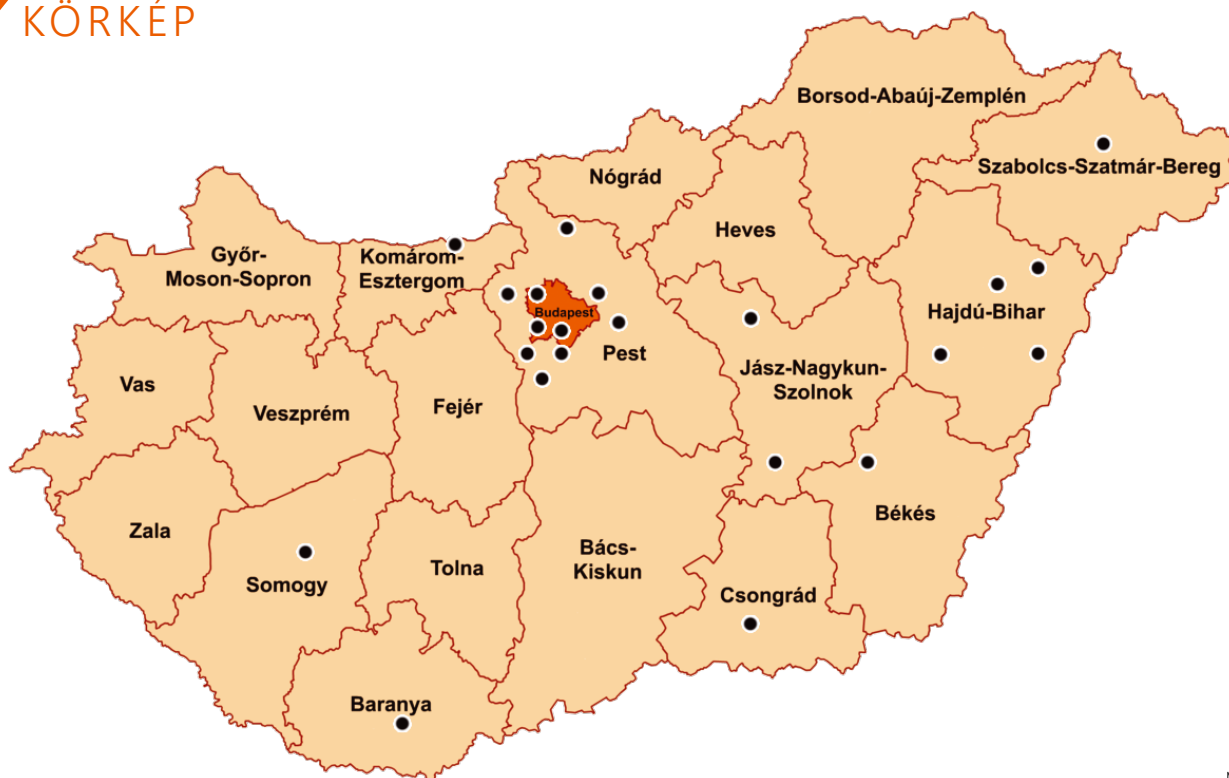 KÖRKÉP
Borsod-Abaúj-Zemplén
Szabolcs-Szatmár-Bereg
Nógrád
Heves
Győr-
Moson-Sopron
Komárom-
Esztergom
Budapest
Pest
Hajdú-Bihar
Jász-Nagykun-
Szolnok
Vas
Veszprém
Fejér
Zala
Somogy
Tolna
Bács-
Kiskun
Békés
Csongrád
Baranya